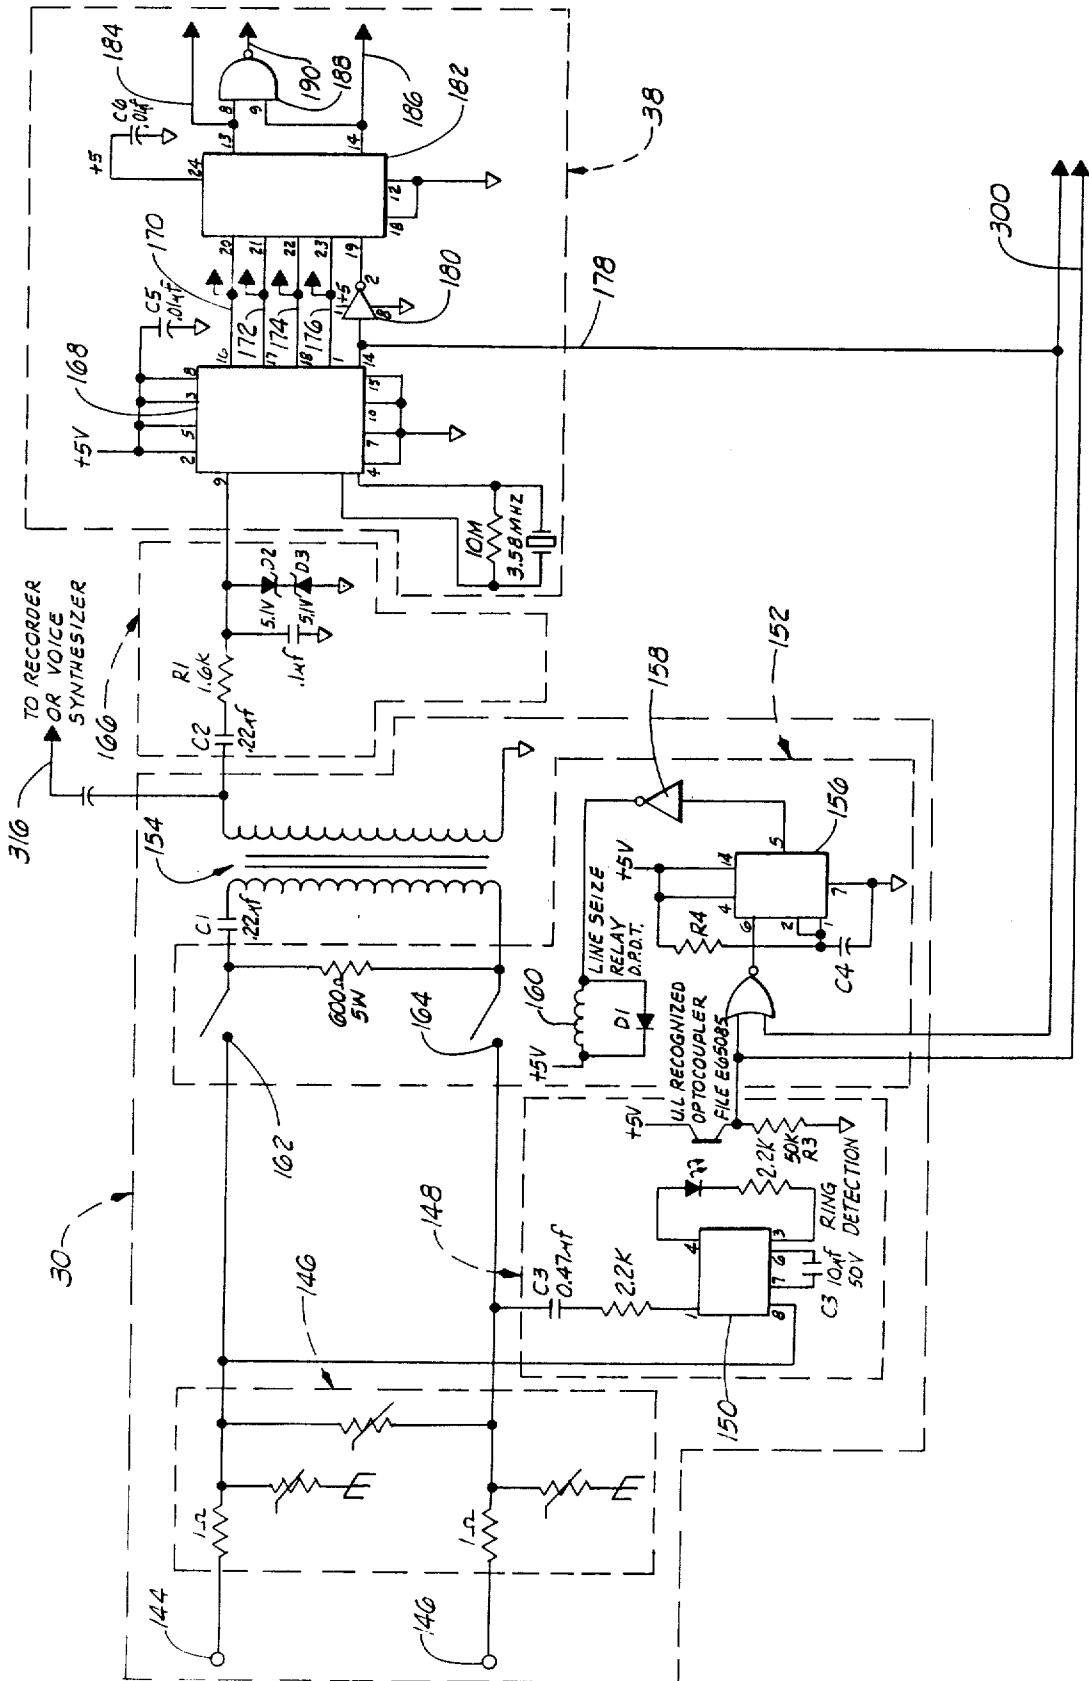 184
+5
C6
.01µf
24
13
8
9
14
190
188
186
182
38
12
18
20
21
22
23
19
170
172
174
176
+5
1
2
8
180
178
300
C5
.01µf
168
+5V
2
5
3
8
16
17
18
1
14
15
10
7
4
9
10M
3.58MHZ
TO RECORDER
OR VOICE
SYNTHESIZER
316
166
R1
1.6K
C2
.22µf
5.1V
D2
5.1V
D3
.1µf
154
C1
.22µf
600Ω
5W
162
164
30
152
158
156
5
+5V
14
4
6
2
1
7
R4
C4
LINE SEIZE
RELAY
D.P.D.T.
160
D1
+5V
U.L RECOGNIZED
OPTOCOUPLER
FILE E65085
+5V
50K
R3
2.2K
RING
DETECTION
148
C3
0.47µf
2.2K
1
4
3
6
7
8
C3 10µf
50V
150
146
1Ω
1Ω
144
146